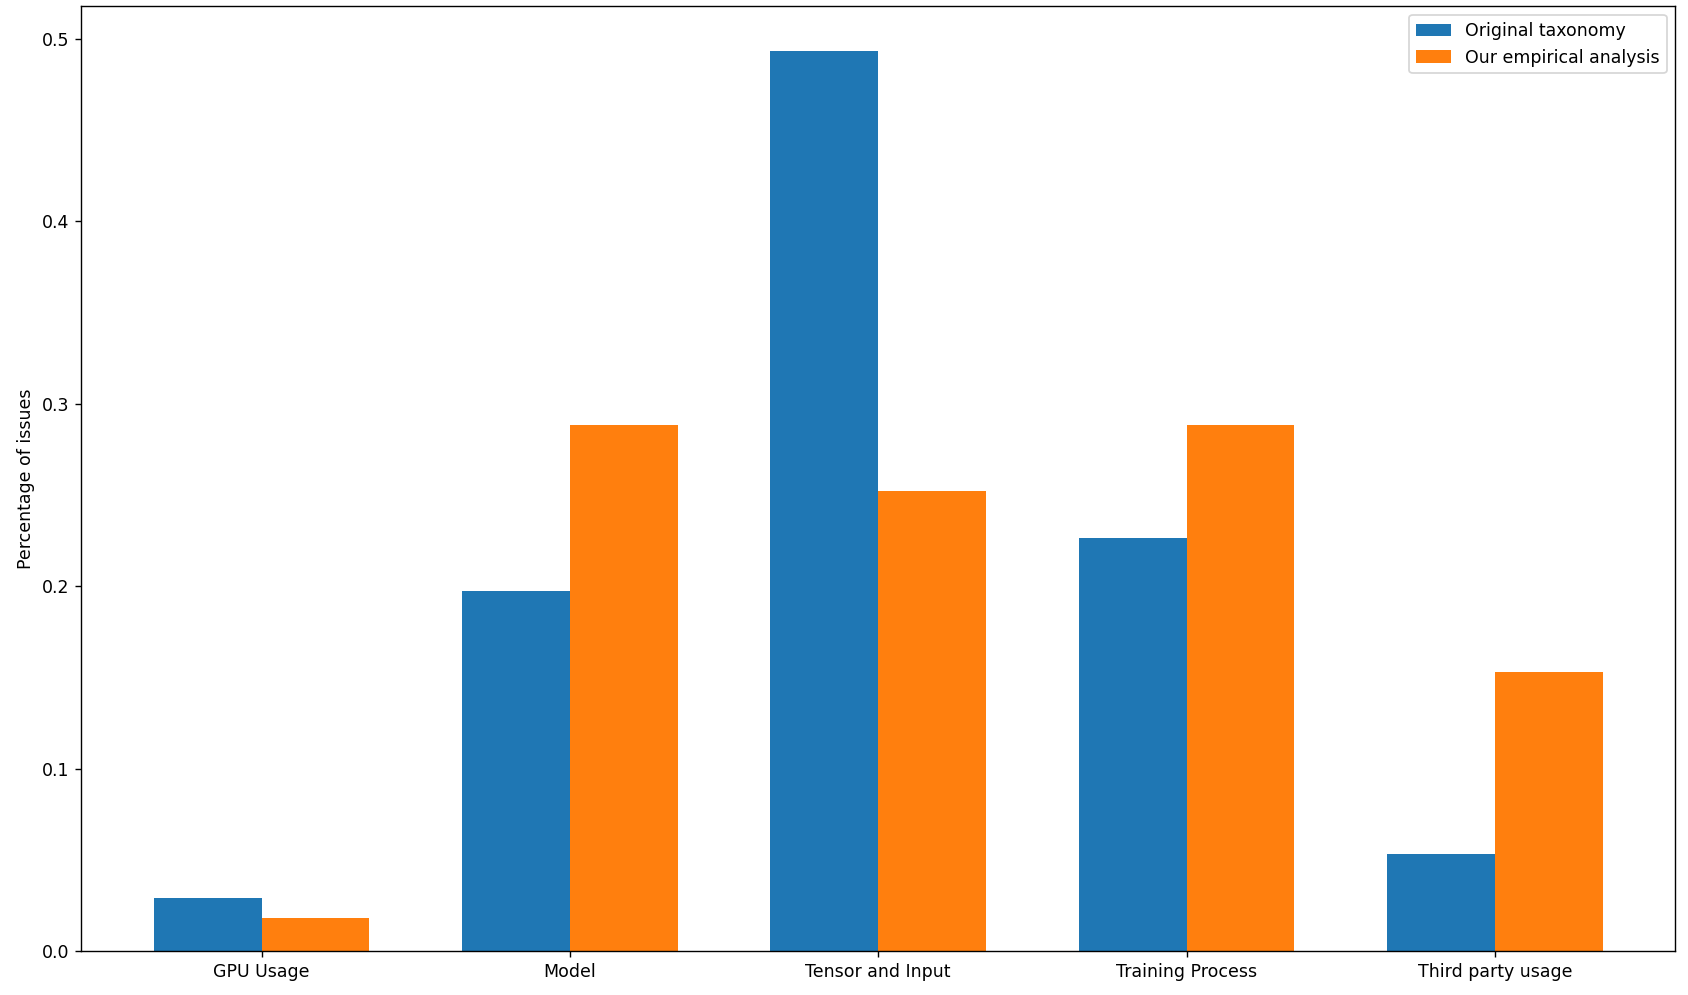 Original taxonomy
Our empirical analysis
Percentage of issues
0.5
0.4
0.3
0.2
0.1
0.0
GPU Usage
Model
Tensor and Input
Training Process
Third party usage